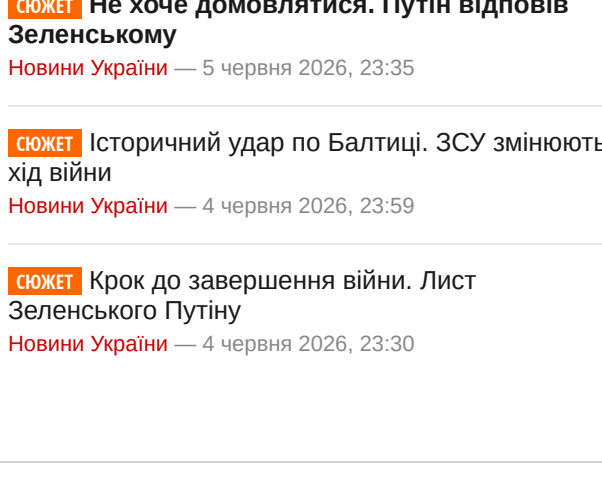 СЮЖЕТ Не хоче домовлятися. Путін відповів
Зеленському
Новини України — 5 червня 2026, 23:35
СЮЖЕТ Історичний удар по Балтиці. ЗСУ змінюють
хід війни
Новини України — 4 червня 2026, 23:59
СЮЖЕТ Крок до завершення війни. Лист
Зеленського Путіну
Новини України — 4 червня 2026, 23:30